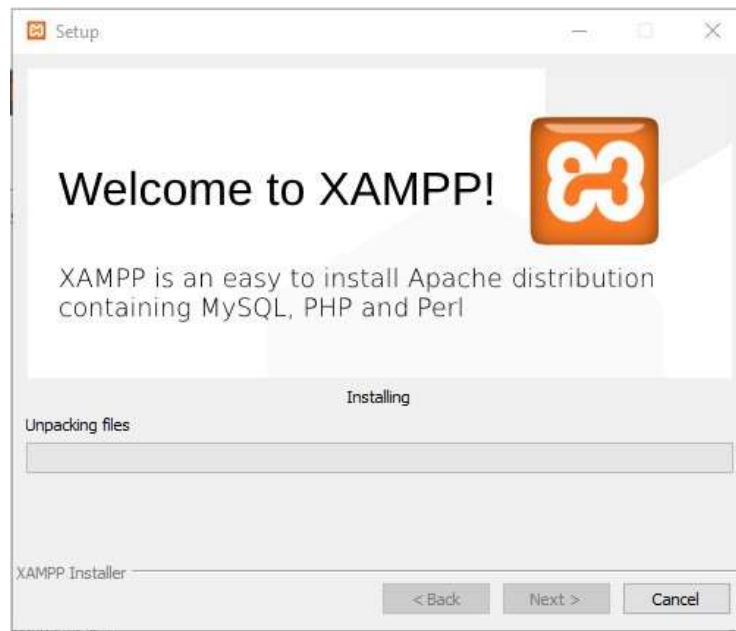 Setup
Welcome to XAMPP!
XAMPP is an easy to install Apache distribution
containing MySQL, PHP and Perl
Installing
Unpacking files
XAMPP Installer
< Back
Next >
Cancel